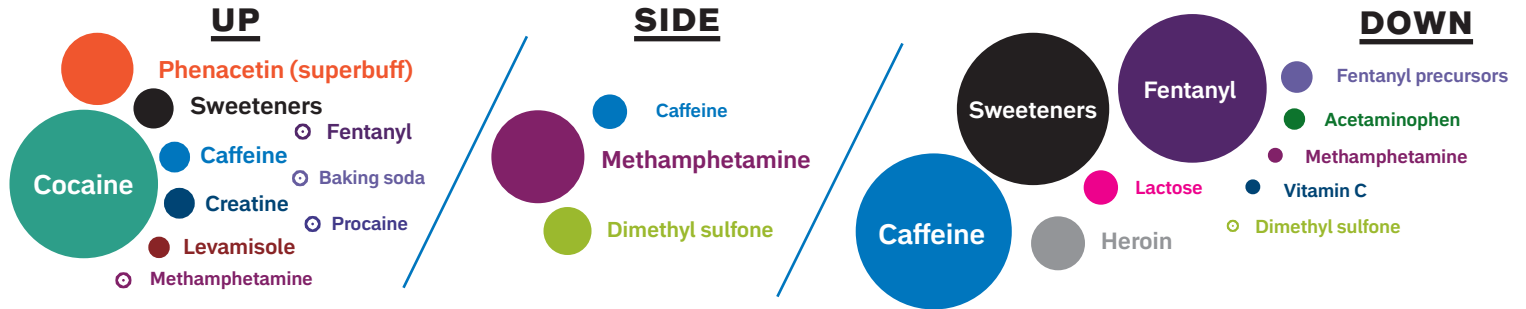 UP
Phenacetin (superbuff)
Sweeteners
Fentanyl
Caffeine
Cocaine
Baking soda
Creatine
Procaine
Levamisole
Methamphetamine
SIDE
Caffeine
Methamphetamine
Dimethyl sulfone
DOWN
Sweeteners
Fentanyl
Fentanyl precursors
Acetaminophen
Methamphetamine
Lactose
Vitamin C
Caffeine
Heroin
Dimethyl sulfone